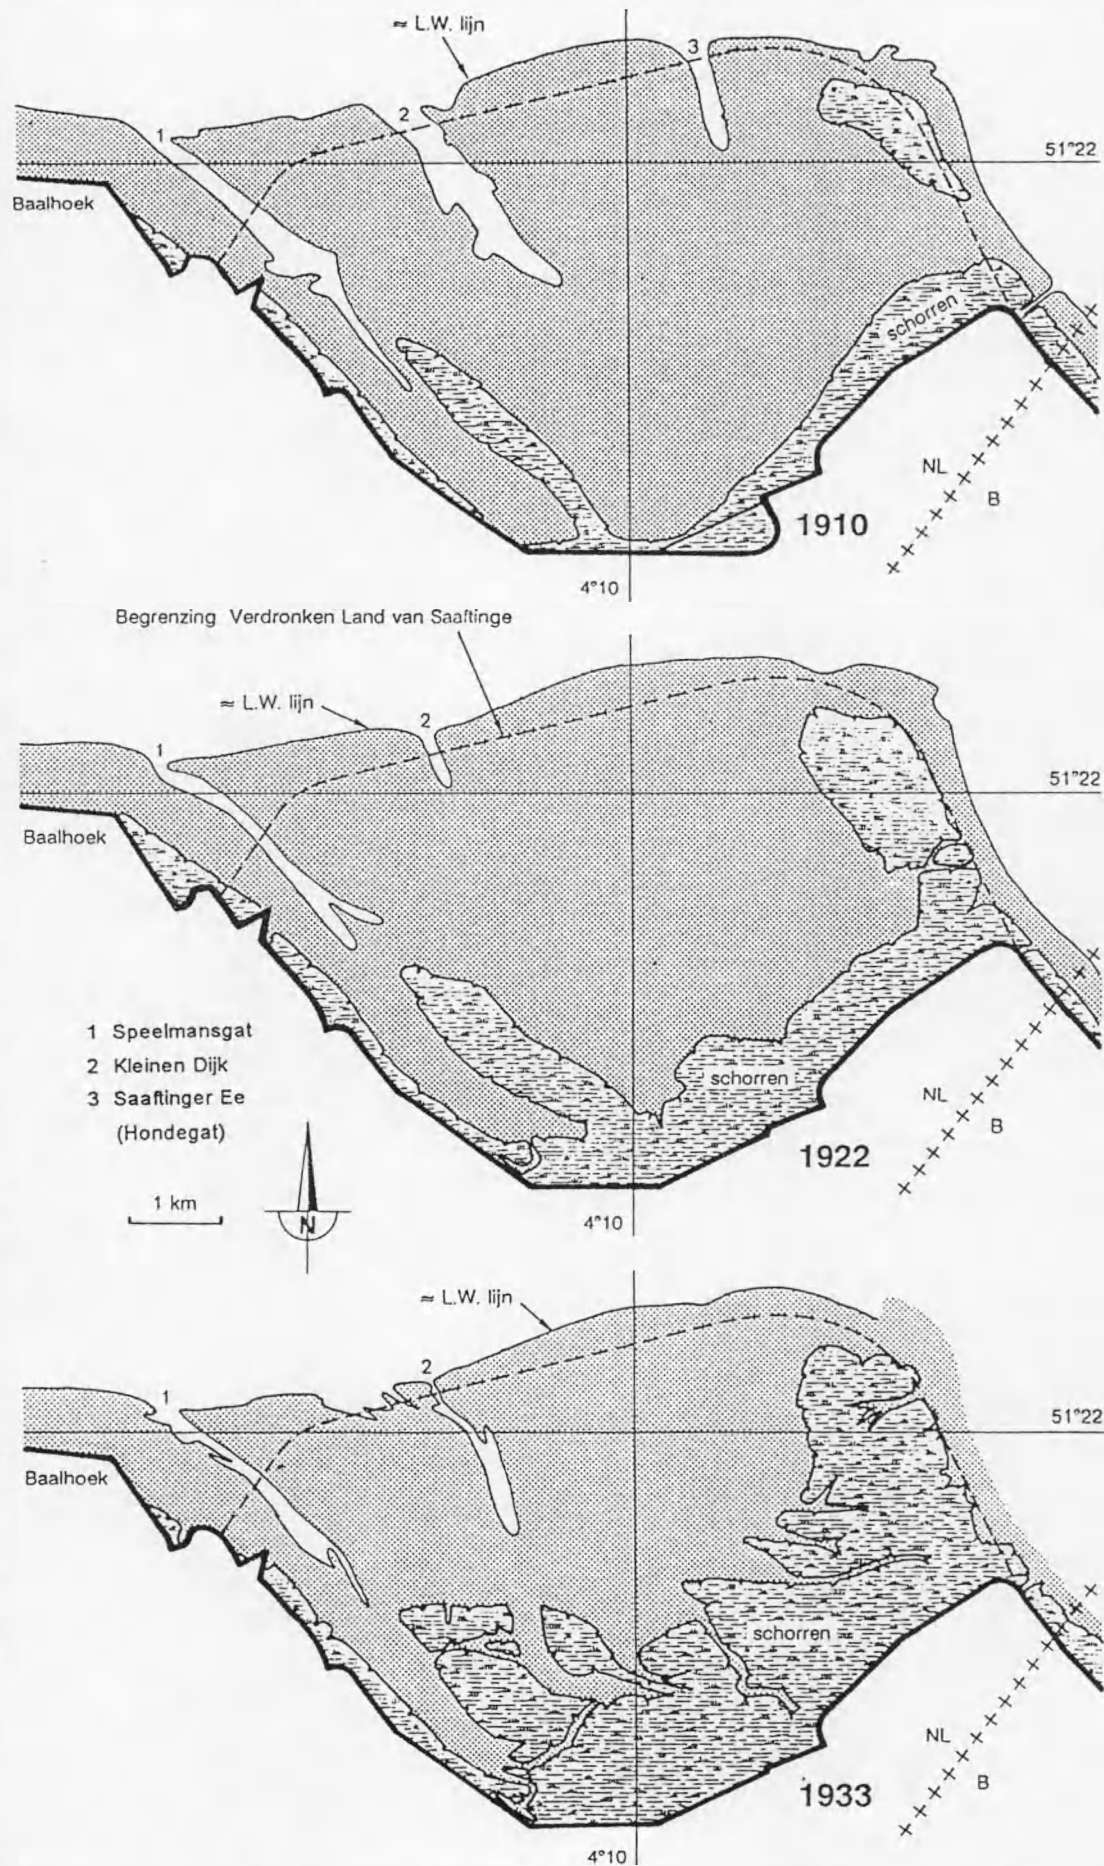 ≈ L.W. lijn
3
2
1
51°22
Baalhoek
schorren
NL
B
1910
4°10
Begrenzing Verdronken Land van Saaftinge
≈ L.W. lijn
2
1
51°22
Baalhoek
1 Speelmansgat
2 Kleinen Dijk
3 Saaftinger Ee
(Hondegat)
schorren
NL
B
1922
1 km
N
4°10
≈ L.W. lijn
2
1
51°22
Baalhoek
schorren
NL
B
1933
4°10